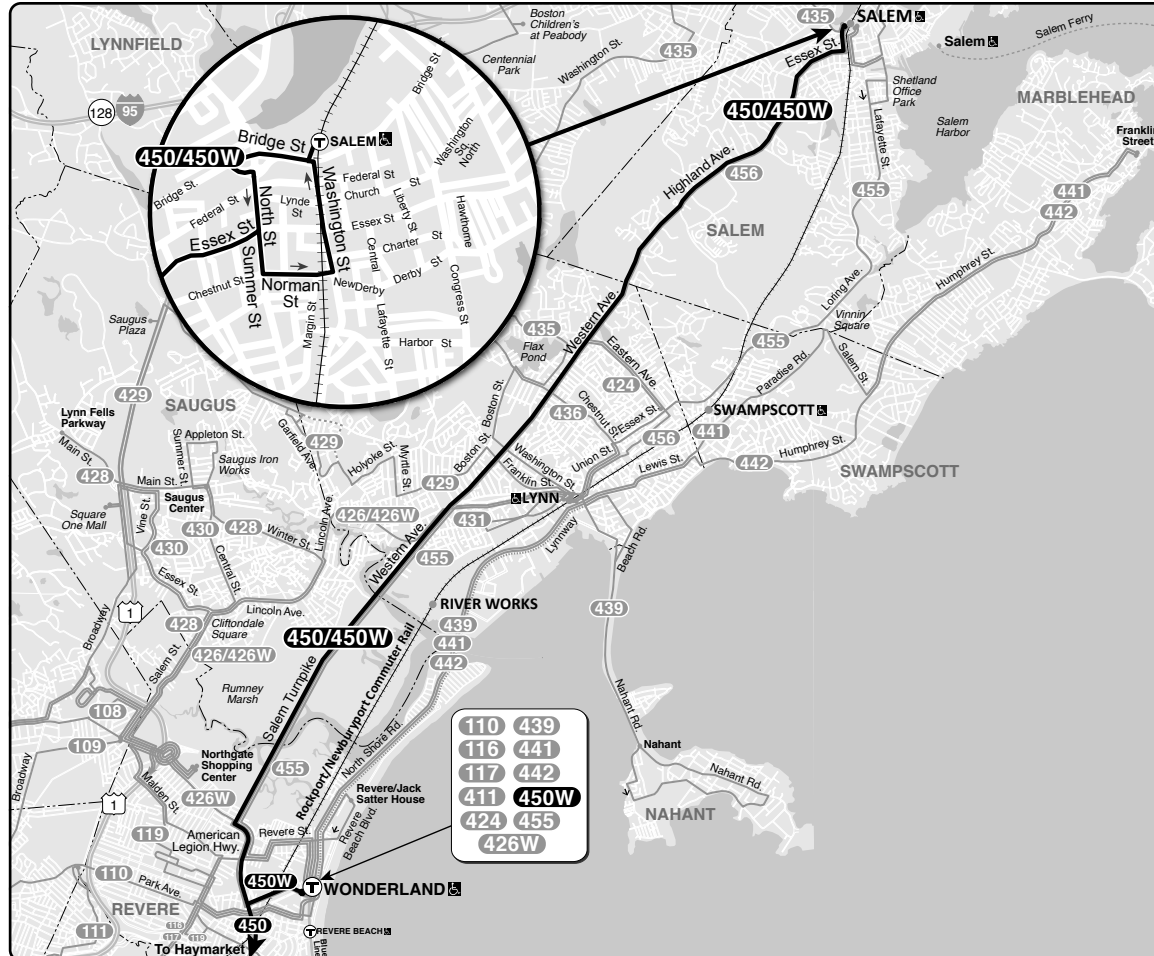 LYNNFIELD
128
95
Boston
Children's
at Peabody
Centennial
Park
Washington St.
435
435
SALEM
Essex St.
Salem
Salem Ferry
Shetland
Office
Park
Salem
Harbor
Lafayette St.
MARBLEHEAD
Franklin
Street
450/450W
Highland Ave.
456
455
441
442
SALEM
Humphrey St.
Loring Ave.
Vinnin
Square
Salem St.
Bridge St
SALEM
450/450W
Bridge St
Bridge St.
Federal St
Lynde
St
North St
Washington St
Federal St
Church St
Liberty St
Washington
Sq
North
Essex St
Essex St
Central
Charter St
Hawthorne
Derby St
Summer St
Chestnut St
Norman
St
NewDerby
Congress St
Margin St
Lafayette
St
Harbor St
Western Ave.
435
Flax
Pond
Eastern Ave.
424
Boston St.
436
Chestnut St.
Essex St.
455
Paradise Rd.
SWAMPSCOTT
456
441
Union St.
Lewis St.
442
Humphrey St.
SWAMPSCOTT
Saugus
Plaza
429
SAUGUS
Lynn Fells
Parkway
Main St.
428
Appleton St.
Summer St.
Saugus Iron
Works
Garfield Ave.
429
Holyoke St.
Myrtle St.
429
Boston St.
Washington St.
Franklin St.
LYNN
Main St.
Saugus
Center
Square
One Mall
Vine St.
430
430
428
Winter St.
Lincoln Ave.
426/426W
431
Western Ave.
455
Lynnway
Beach Rd.
Essex St.
Central St.
Lincoln Ave.
1
Broadway
428
Cliftondale
Square
426/426W
Salem St.
450/450W
RIVER WORKS
439
441
442
439
Rumney
Marsh
Salem Turnpike
Rockport/Newburyport Commuter Rail
North Shore Rd.
108
109
Northgate
Shopping
Center
455
Broadway
1
Malden St.
426W
Nahant Rd.
Nahant
Nahant Rd.
NAHANT
110 439
116 441
117 442
411 450W
424 455
426W
Revere/Jack
Satter House
Revere St.
Revere
Beach Blvd.
119
American
Legion Hwy.
110
Park Ave.
REVERE
111
116
117
119
450W
WONDERLAND
450
To Haymarket
REVERE BEACH
Blue
Line